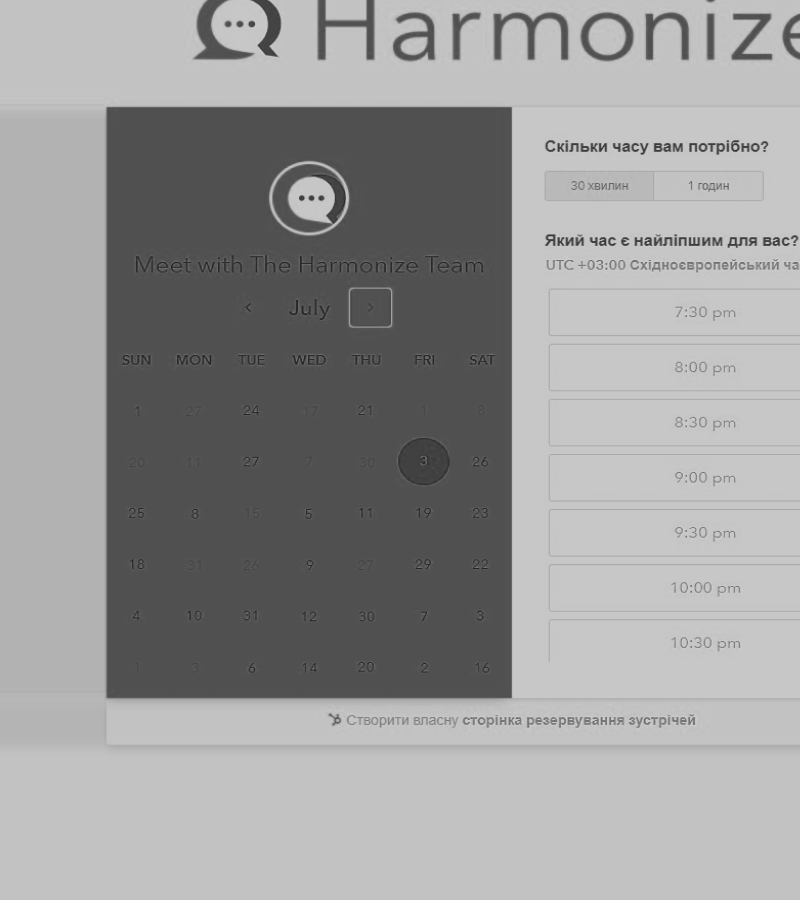 Harmonize
Meet with The Harmonize Team
July
SUN MON TUE WED THU FRI SAT
1 27 24 17 21 1 8
20 11 27 7 30 3 26
25 8 15 5 11 19 23
18 31 26 9 27 29 22
4 10 31 12 30 7 3
1 3 6 14 20 2 16
Скільки часу вам потрібно?
30 хвилин 1 годин
Який час є найліпшим для вас?
UTC +03:00 Східноєвропейський ча
7:30 pm
8:00 pm
8:30 pm
9:00 pm
9:30 pm
10:00 pm
10:30 pm
Створити власну сторінка резервування зустрічей